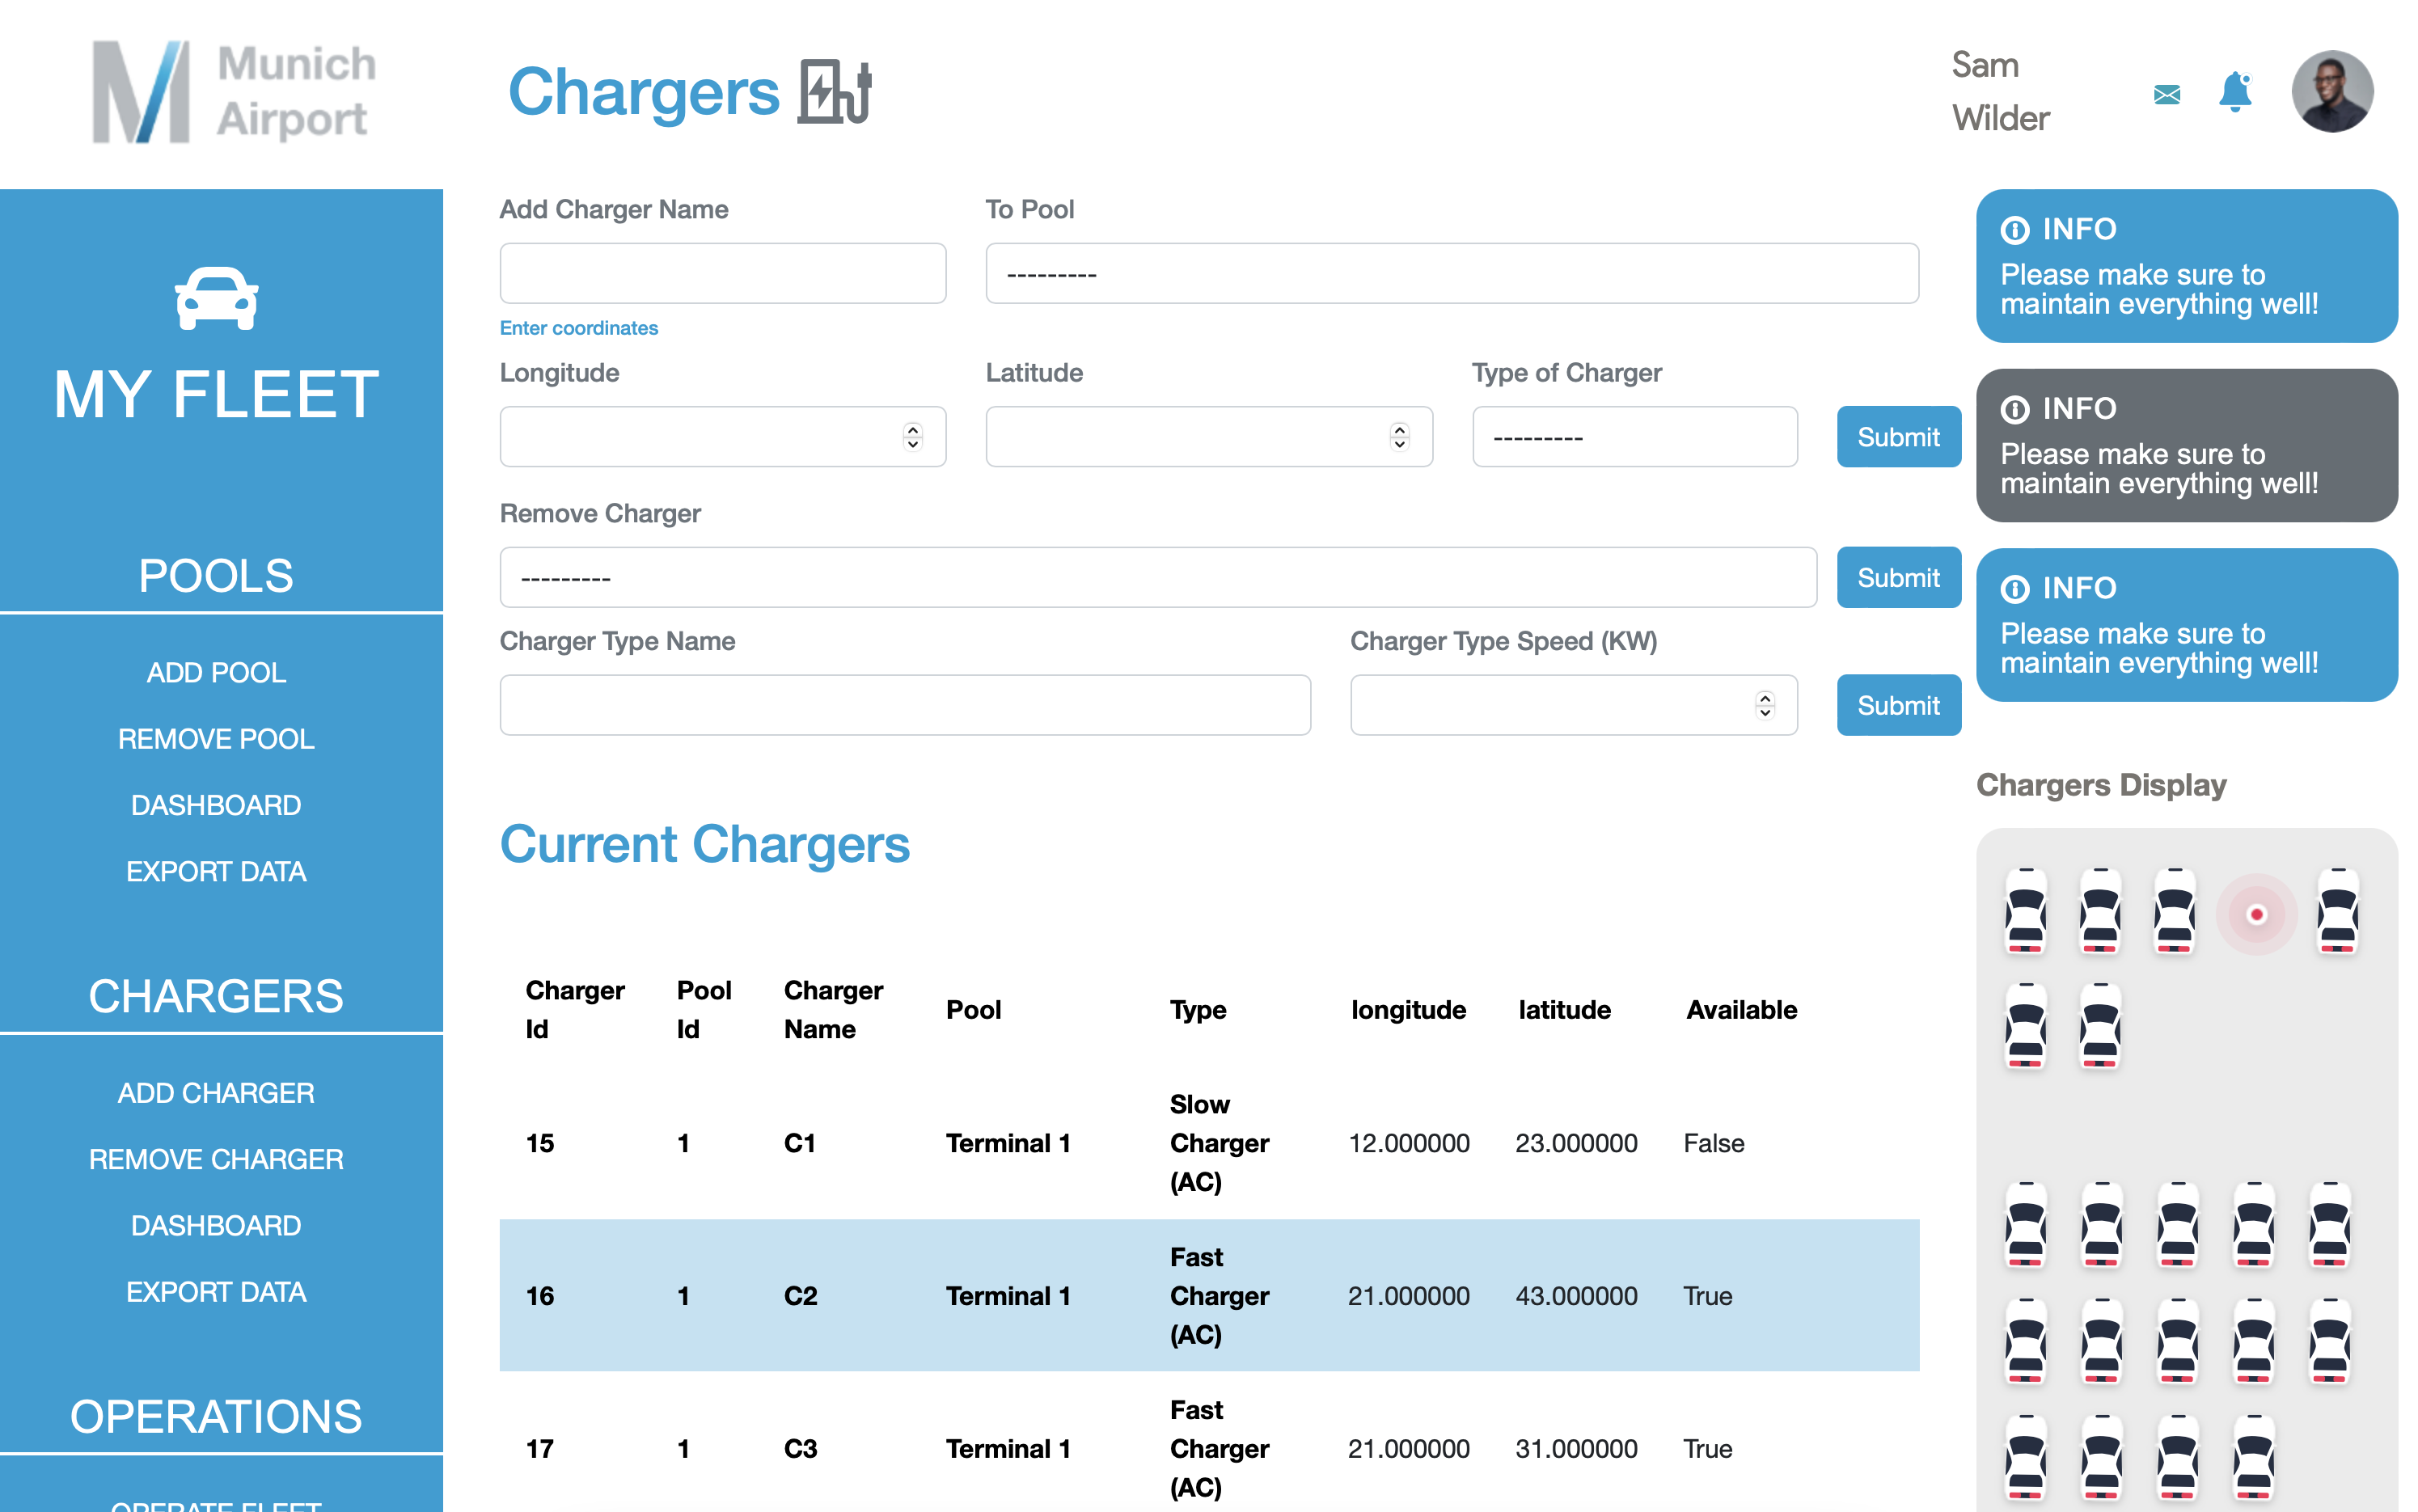 Munich
Airport
Chargers
Sam
Wilder
MY FLEET
POOLS
ADD POOL
REMOVE POOL
DASHBOARD
EXPORT DATA
CHARGERS
ADD CHARGER
REMOVE CHARGER
DASHBOARD
EXPORT DATA
OPERATIONS
OPERATE FLEET
Add Charger Name
To Pool
---------
Enter coordinates
Longitude
Latitude
Type of Charger
---------
Submit
Remove Charger
---------
Submit
Charger Type Name
Charger Type Speed (KW)
Submit
INFO
Please make sure to
maintain everything well!
INFO
Please make sure to
maintain everything well!
INFO
Please make sure to
maintain everything well!
Chargers Display
Current Chargers
Charger Id Pool Id Charger Name Pool Type longitude latitude Available
15 1 C1 Terminal 1 Slow Charger (AC) 12.000000 23.000000 False
16 1 C2 Terminal 1 Fast Charger (AC) 21.000000 43.000000 True
17 1 C3 Terminal 1 Fast Charger (AC) 21.000000 31.000000 True